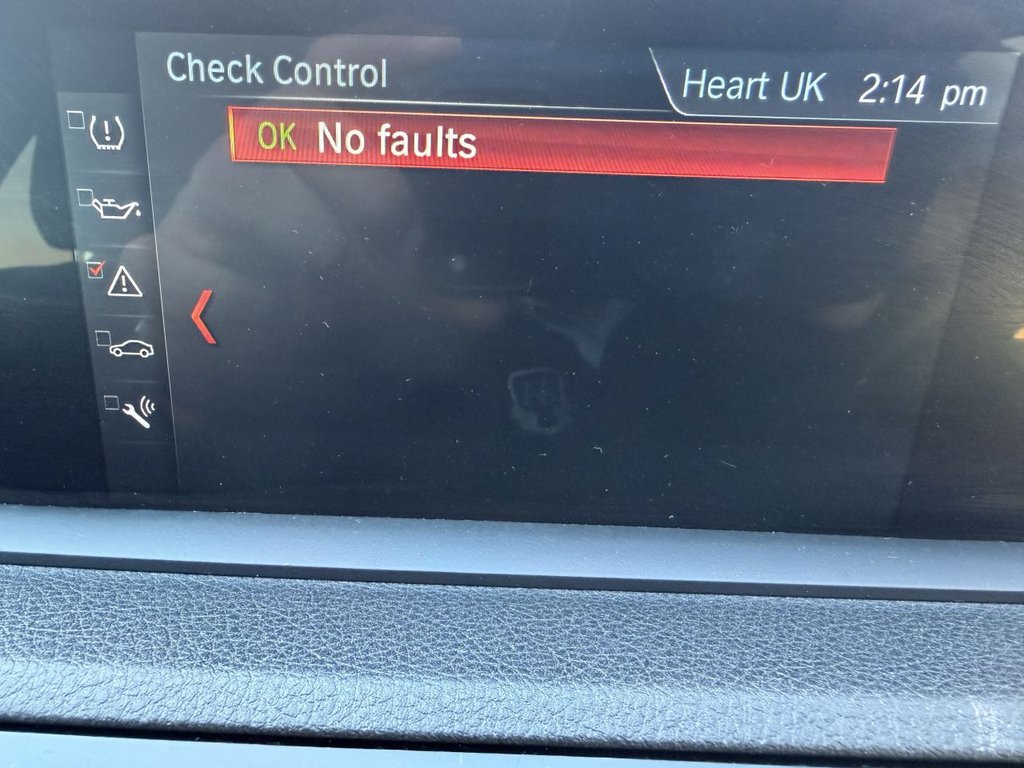 Check Control
Heart UK 2:14 pm
OK No faults